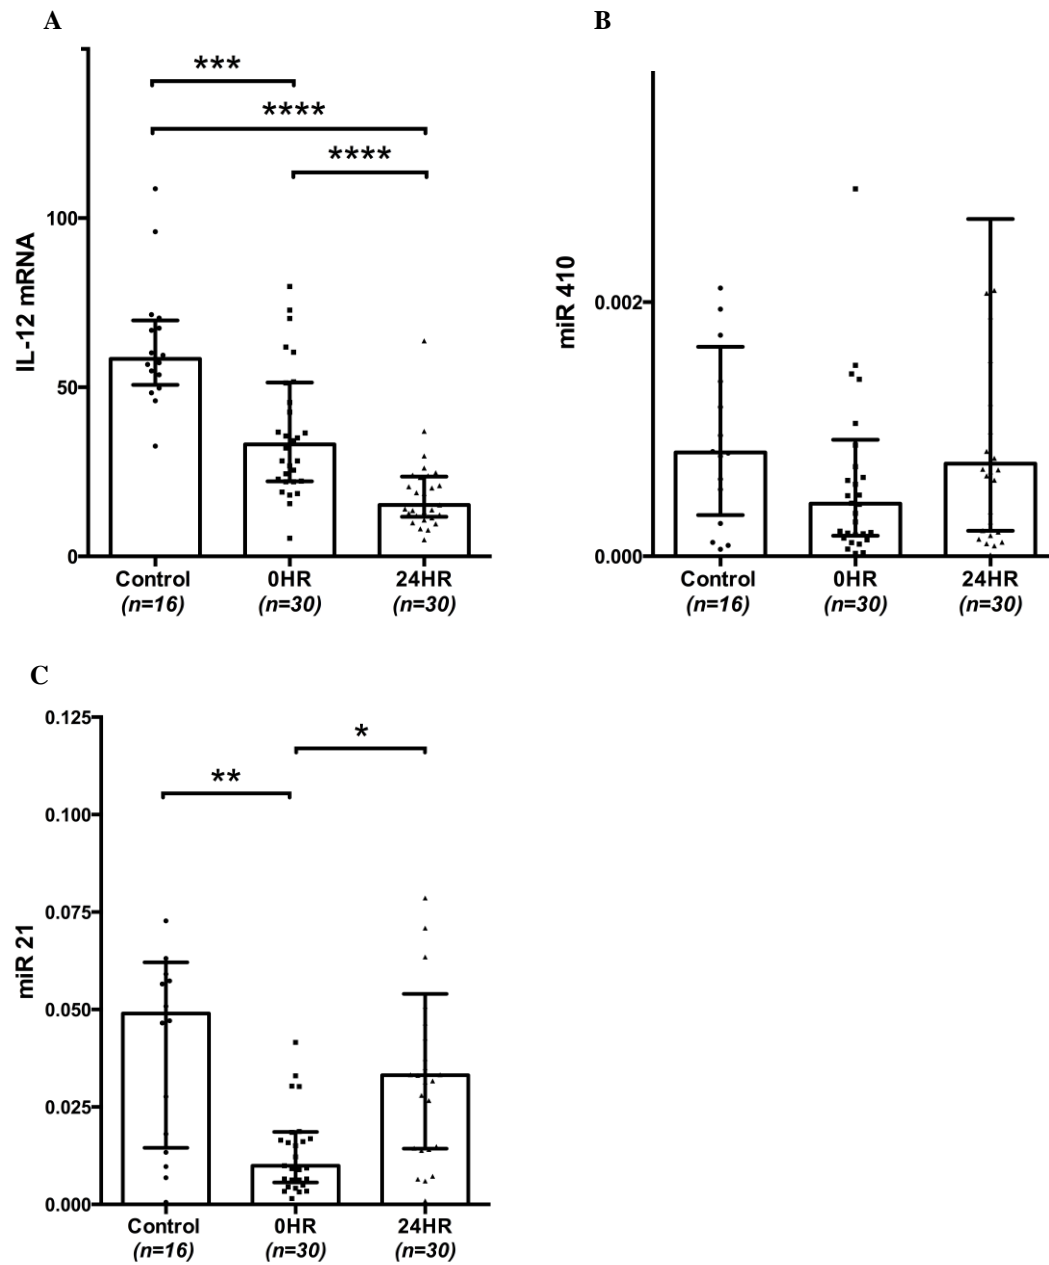 A
***
****
****
100
50
0
IL-12 mRNA
Control
(n=16)
0HR
(n=30)
24HR
(n=30)
B
0.002
0.000
miR 410
Control
(n=16)
0HR
(n=30)
24HR
(n=30)
C
*
**
0.125
0.100
0.075
0.050
0.025
0.000
miR 21
Control
(n=16)
0HR
(n=30)
24HR
(n=30)